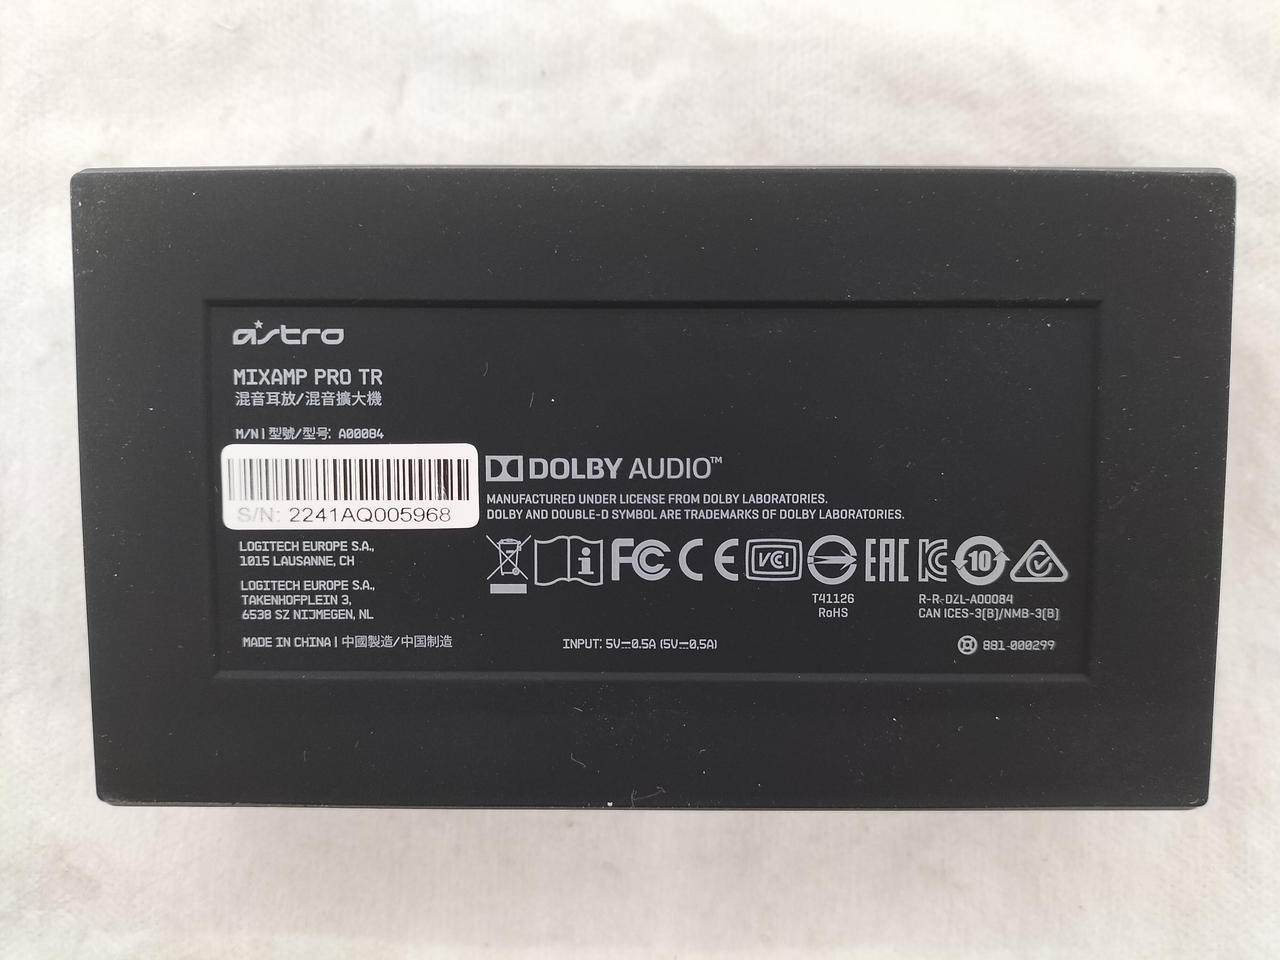 astro
MIXAMP PRO TR
混音耳放/混音擴大機
M/N | 型號/型号: A00084
S/N: 2241AQ005968
DOLBY AUDIO™
MANUFACTURED UNDER LICENSE FROM DOLBY LABORATORIES.
DOLBY AND DOUBLE-D SYMBOL ARE TRADEMARKS OF DOLBY LABORATORIES.
LOGITECH EUROPE S.A.,
1015 LAUSANNE, CH
LOGITECH EUROPE S.A.,
TAKENHOFPLEIN 3,
6538 SZ NIJMEGEN, NL
MADE IN CHINA | 中國製造/中国制造
i FC CE VCI EAC KC 10
T41126
RoHS
R-R-DZL-A00084
CAN ICES-3(B)/NMB-3(B)
INPUT: 5V⎓0.5A (5V⎓0,5A)
881-000299